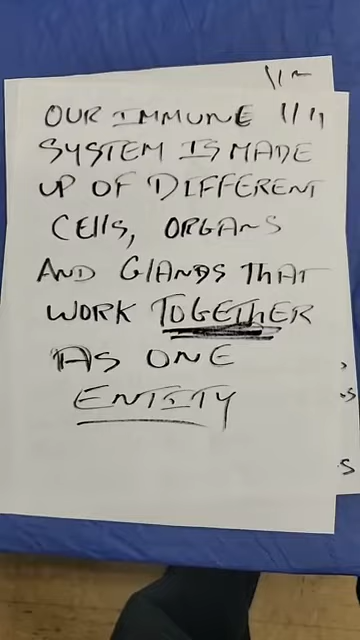 OUR IMMUNE
SYSTEM IS MADE
UP OF DIFFERENT
CELLS, ORGANS
AND GLANDS THAT
WORK TOGETHER
AS ONE
ENTITY